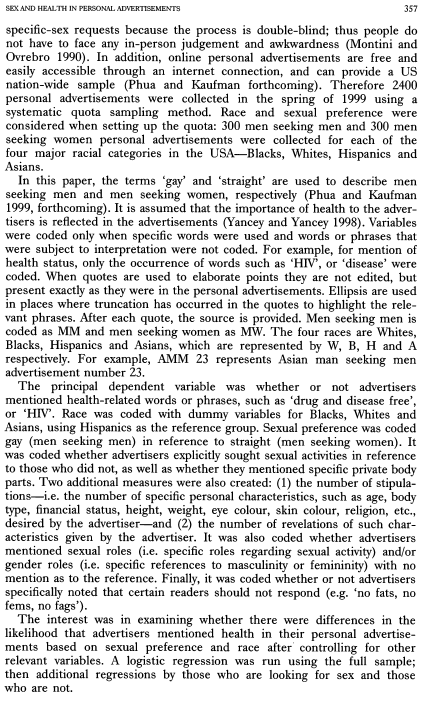 SEX AND HEALTH IN PERSONAL ADVERTISEMENTS 357
specific-sex requests because the process is double-blind; thus people do
not have to face any in-person judgement and awkwardness (Montini and
Ovrebro 1990). In addition, online personal advertisements are free and
easily accessible through an internet connection, and can provide a US
nation-wide sample (Phua and Kaufman forthcoming). Therefore 2400
personal advertisements were collected in the spring of 1999 using a
systematic quota sampling method. Race and sexual preference were
considered when setting up the quota: 300 men seeking men and 300 men
seeking women personal advertisements were collected for each of the
four major racial categories in the USA—Blacks, Whites, Hispanics and
Asians.
In this paper, the terms 'gay' and 'straight' are used to describe men
seeking men and men seeking women, respectively (Phua and Kaufman
1999, forthcoming). It is assumed that the importance of health to the adver-
tisers is reflected in the advertisements (Yancey and Yancey 1998). Variables
were coded only when specific words were used and words or phrases that
were subject to interpretation were not coded. For example, for mention of
health status, only the occurrence of words such as 'HIV', or 'disease' were
coded. When quotes are used to elaborate points they are not edited, but
present exactly as they were in the personal advertisements. Ellipsis are used
in places where truncation has occurred in the quotes to highlight the rele-
vant phrases. After each quote, the source is provided. Men seeking men is
coded as MM and men seeking women as MW. The four races are Whites,
Blacks, Hispanics and Asians, which are represented by W, B, H and A
respectively. For example, AMM 23 represents Asian man seeking men
advertisement number 23.
The principal dependent variable was whether or not advertisers
mentioned health-related words or phrases, such as 'drug and disease free',
or 'HIV'. Race was coded with dummy variables for Blacks, Whites and
Asians, using Hispanics as the reference group. Sexual preference was coded
gay (men seeking men) in reference to straight (men seeking women). It
was coded whether advertisers explicitly sought sexual activities in reference
to those who did not, as well as whether they mentioned specific private body
parts. Two additional measures were also created: (1) the number of stipula-
tions—i.e. the number of specific personal characteristics, such as age, body
type, financial status, height, weight, eye colour, skin colour, religion, etc.,
desired by the advertiser—and (2) the number of revelations of such char-
acteristics given by the advertiser. It was also coded whether advertisers
mentioned sexual roles (i.e. specific roles regarding sexual activity) and/or
gender roles (i.e. specific references to masculinity or femininity) with no
mention as to the reference. Finally, it was coded whether or not advertisers
specifically noted that certain readers should not respond (e.g. 'no fats, no
fems, no fags').
The interest was in examining whether there were differences in the
likelihood that advertisers mentioned health in their personal advertise-
ments based on sexual preference and race after controlling for other
relevant variables. A logistic regression was run using the full sample;
then additional regressions by those who are looking for sex and those
who are not.